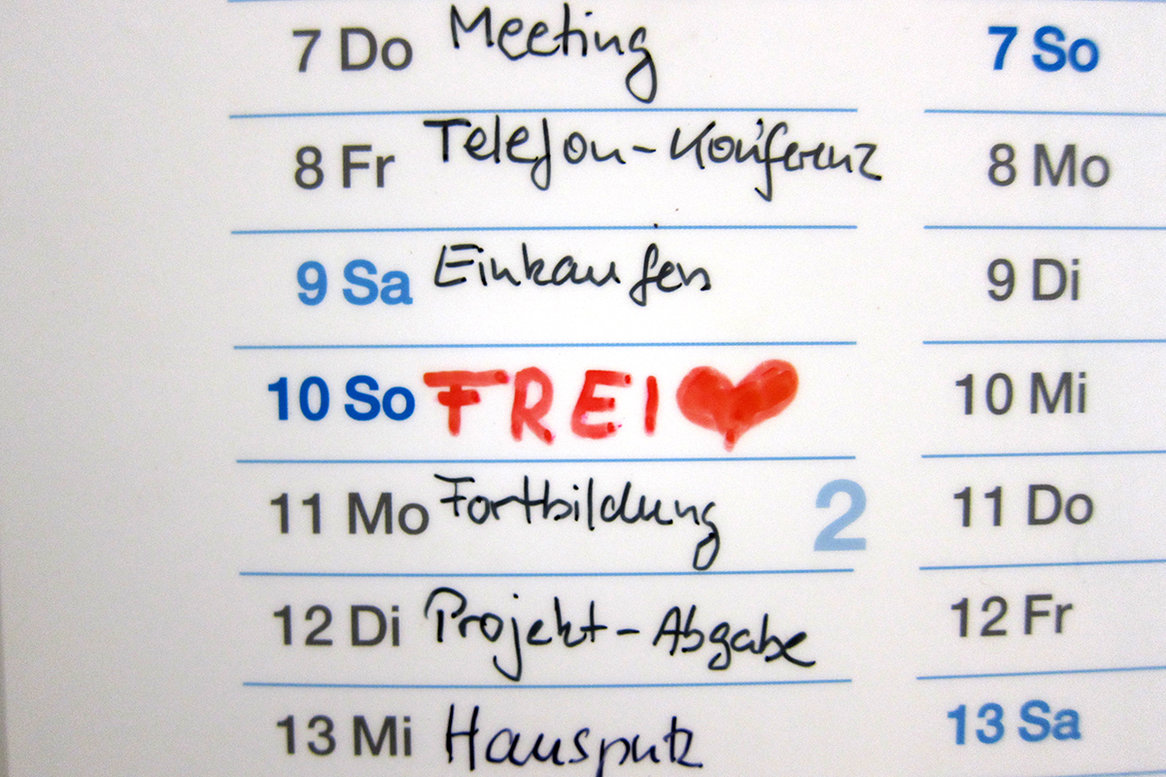 7 Do Meeting
8 Fr Telefon-Konferenz
9 Sa Einkaufen
10 So FREI
11 Mo Fortbildung 2
12 Di Projekt-Abgabe
13 Mi Hausputz
7 So
8 Mo
9 Di
10 Mi
11 Do
12 Fr
13 Sa